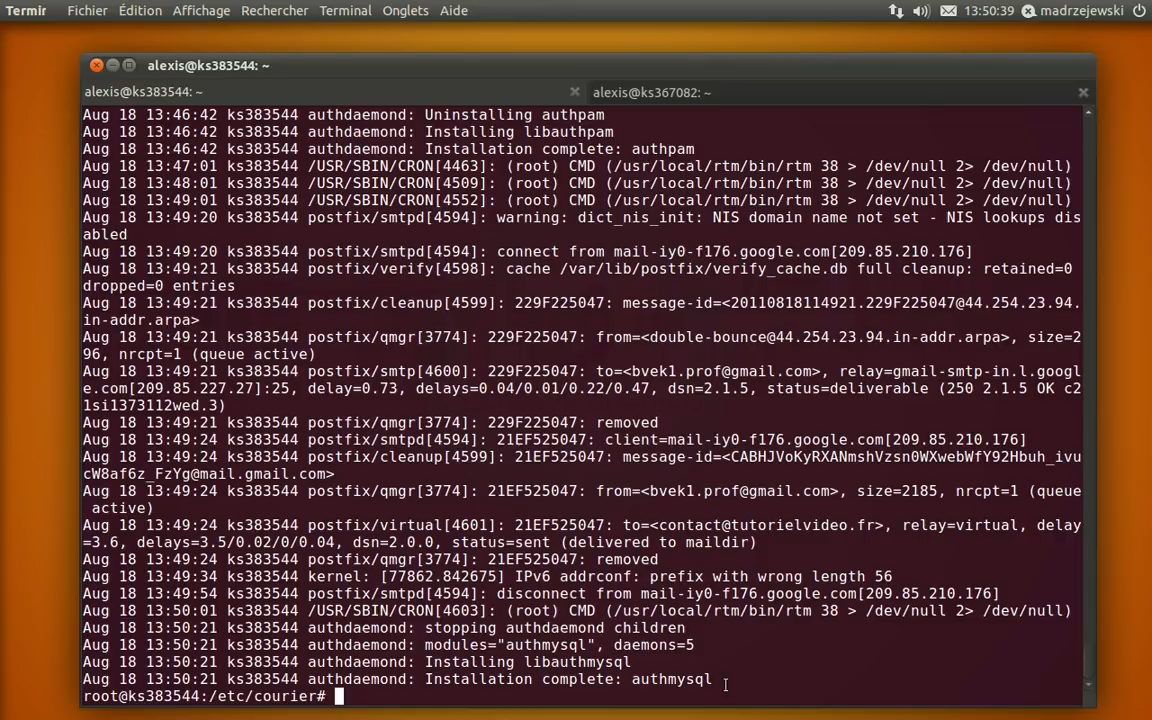 Termir Fichier Édition Affichage Rechercher Terminal Onglets Aide 13:50:39 madrzejewski
alexis@ks383544: ~
alexis@ks383544: ~ alexis@ks367082: ~
Aug 18 13:46:42 ks383544 authdaemond: Uninstalling authpam
Aug 18 13:46:42 ks383544 authdaemond: Installing libauthpam
Aug 18 13:46:42 ks383544 authdaemond: Installation complete: authpam
Aug 18 13:47:01 ks383544 /USR/SBIN/CRON[4463]: (root) CMD (/usr/local/rtm/bin/rtm 38 > /dev/null 2> /dev/null)
Aug 18 13:48:01 ks383544 /USR/SBIN/CRON[4509]: (root) CMD (/usr/local/rtm/bin/rtm 38 > /dev/null 2> /dev/null)
Aug 18 13:49:01 ks383544 /USR/SBIN/CRON[4552]: (root) CMD (/usr/local/rtm/bin/rtm 38 > /dev/null 2> /dev/null)
Aug 18 13:49:20 ks383544 postfix/smtpd[4594]: warning: dict_nis_init: NIS domain name not set - NIS lookups dis
abled
Aug 18 13:49:20 ks383544 postfix/smtpd[4594]: connect from mail-iy0-f176.google.com[209.85.210.176]
Aug 18 13:49:21 ks383544 postfix/verify[4598]: cache /var/lib/postfix/verify_cache.db full cleanup: retained=0
dropped=0 entries
Aug 18 13:49:21 ks383544 postfix/cleanup[4599]: 229F225047: message-id=<20110818114921.229F225047@44.254.23.94.
in-addr.arpa>
Aug 18 13:49:21 ks383544 postfix/qmgr[3774]: 229F225047: from=<double-bounce@44.254.23.94.in-addr.arpa>, size=2
96, nrcpt=1 (queue active)
Aug 18 13:49:21 ks383544 postfix/smtp[4600]: 229F225047: to=<bvek1.prof@gmail.com>, relay=gmail-smtp-in.l.googl
e.com[209.85.227.27]:25, delay=0.73, delays=0.04/0.01/0.22/0.47, dsn=2.1.5, status=deliverable (250 2.1.5 OK c2
1si1373112wed.3)
Aug 18 13:49:21 ks383544 postfix/qmgr[3774]: 229F225047: removed
Aug 18 13:49:24 ks383544 postfix/smtpd[4594]: 21EF525047: client=mail-iy0-f176.google.com[209.85.210.176]
Aug 18 13:49:24 ks383544 postfix/cleanup[4599]: 21EF525047: message-id=<CABHJVoKyRXANmshVzsn0WXwebWfY92Hbuh_ivu
cW8af6z_FzYg@mail.gmail.com>
Aug 18 13:49:24 ks383544 postfix/qmgr[3774]: 21EF525047: from=<bvek1.prof@gmail.com>, size=2185, nrcpt=1 (queue
active)
Aug 18 13:49:24 ks383544 postfix/virtual[4601]: 21EF525047: to=<contact@tutorielvideo.fr>, relay=virtual, delay
=3.6, delays=3.5/0.02/0/0.04, dsn=2.0.0, status=sent (delivered to maildir)
Aug 18 13:49:24 ks383544 postfix/qmgr[3774]: 21EF525047: removed
Aug 18 13:49:34 ks383544 kernel: [77862.842675] IPv6 addrconf: prefix with wrong length 56
Aug 18 13:49:54 ks383544 postfix/smtpd[4594]: disconnect from mail-iy0-f176.google.com[209.85.210.176]
Aug 18 13:50:01 ks383544 /USR/SBIN/CRON[4603]: (root) CMD (/usr/local/rtm/bin/rtm 38 > /dev/null 2> /dev/null)
Aug 18 13:50:21 ks383544 authdaemond: stopping authdaemond children
Aug 18 13:50:21 ks383544 authdaemond: modules="authmysql", daemons=5
Aug 18 13:50:21 ks383544 authdaemond: Installing libauthmysql
Aug 18 13:50:21 ks383544 authdaemond: Installation complete: authmysql
root@ks383544:/etc/courier#